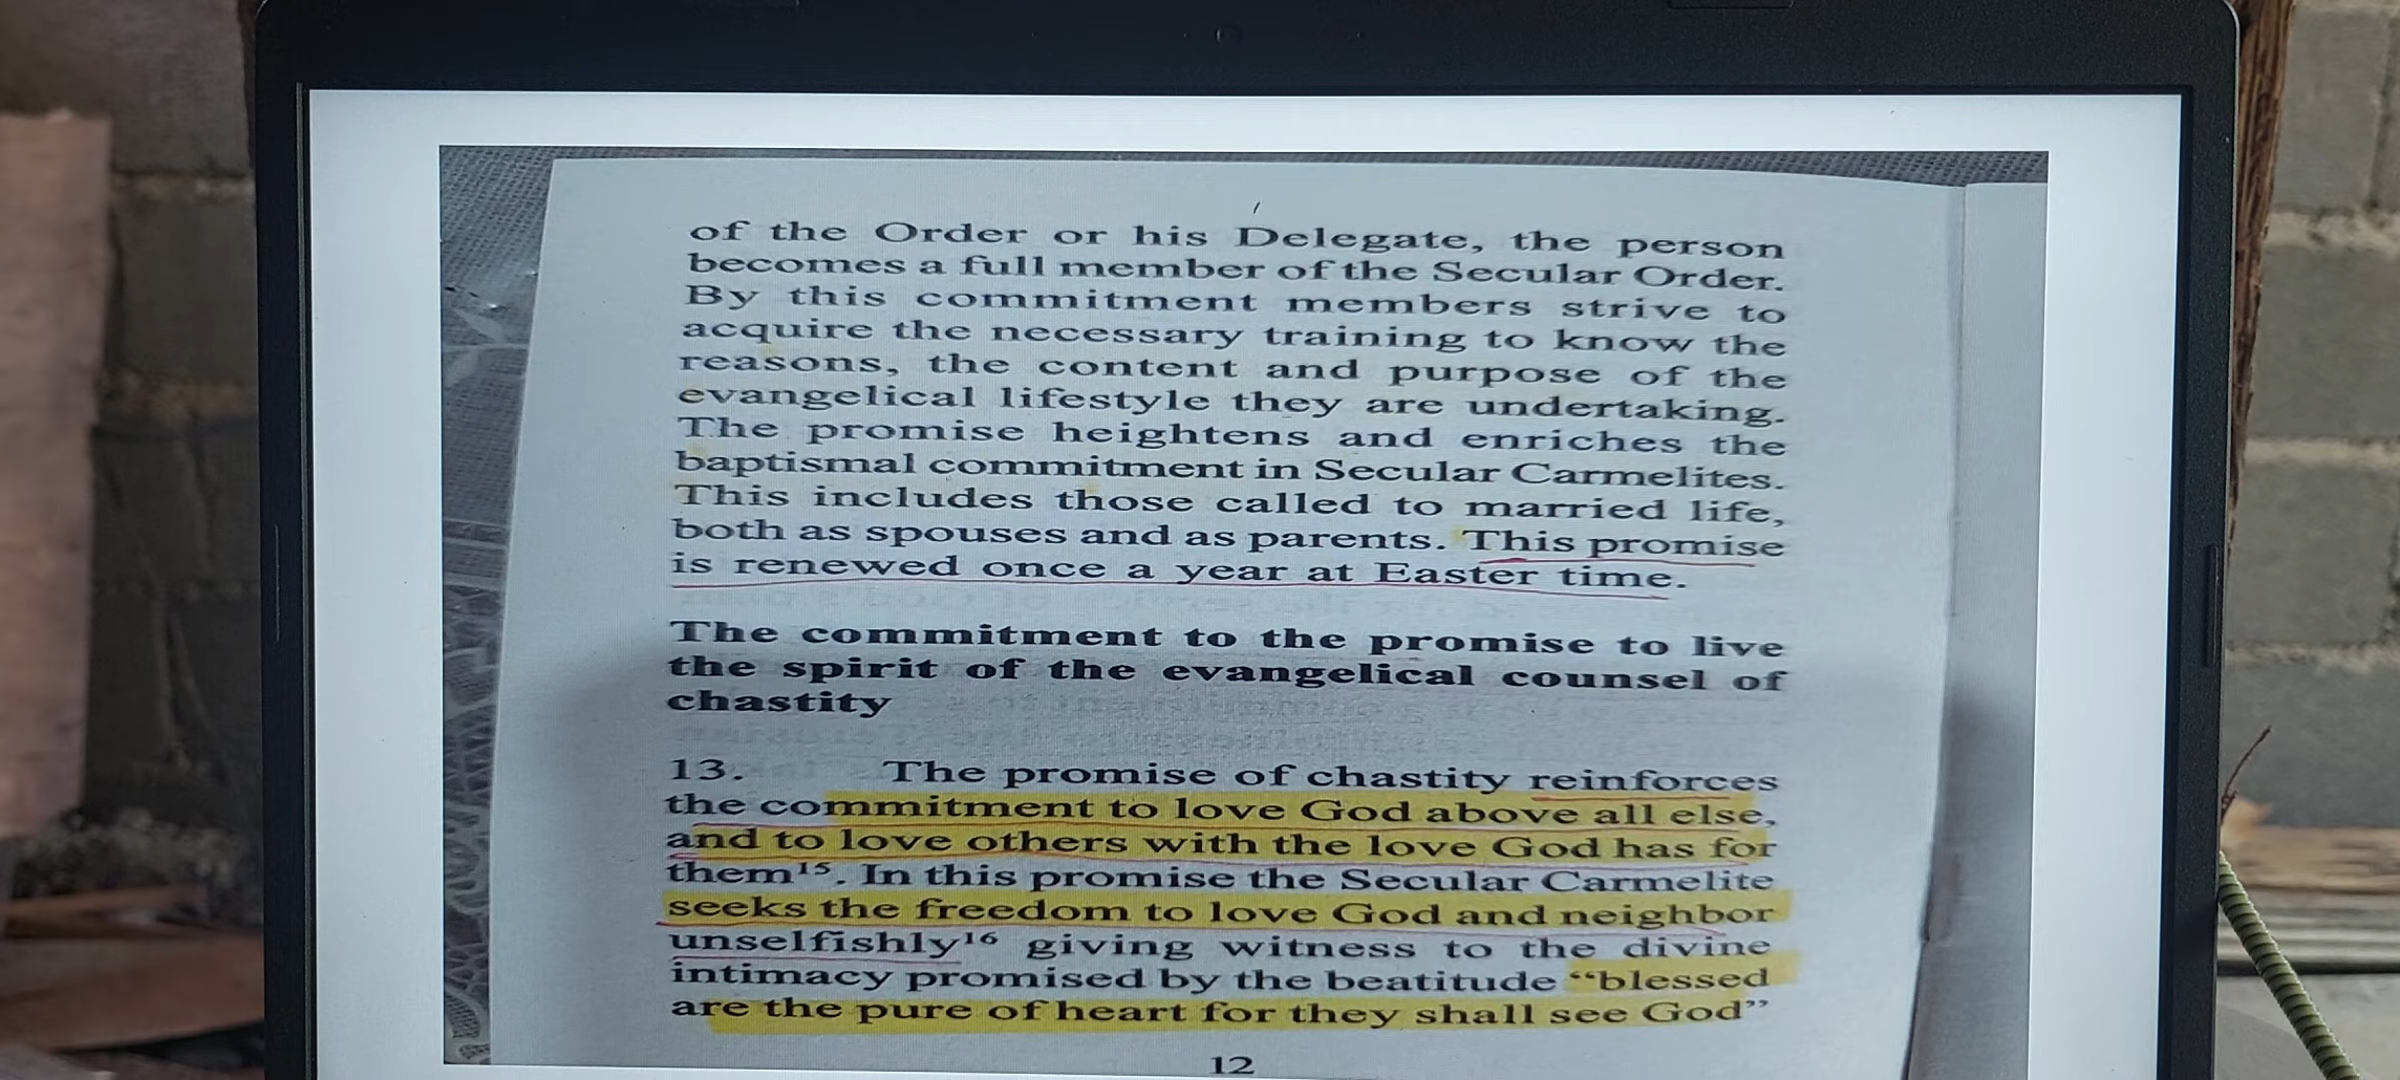 of the Order or his Delegate, the person
becomes a full member of the Secular Order.
By this commitment members strive to
acquire the necessary training to know the
reasons, the content and purpose of the
evangelical lifestyle they are undertaking.
The promise heightens and enriches the
baptismal commitment in Secular Carmelites.
This includes those called to married life,
both as spouses and as parents. This promise
is renewed once a year at Easter time.
The commitment to the promise to live
the spirit of the evangelical counsel of
chastity
13. The promise of chastity reinforces
the commitment to love God above all else,
and to love others with the love God has for
them¹⁵. In this promise the Secular Carmelite
seeks the freedom to love God and neighbor
unselfishly¹⁶ giving witness to the divine
intimacy promised by the beatitude “blessed
are the pure of heart for they shall see God”
12